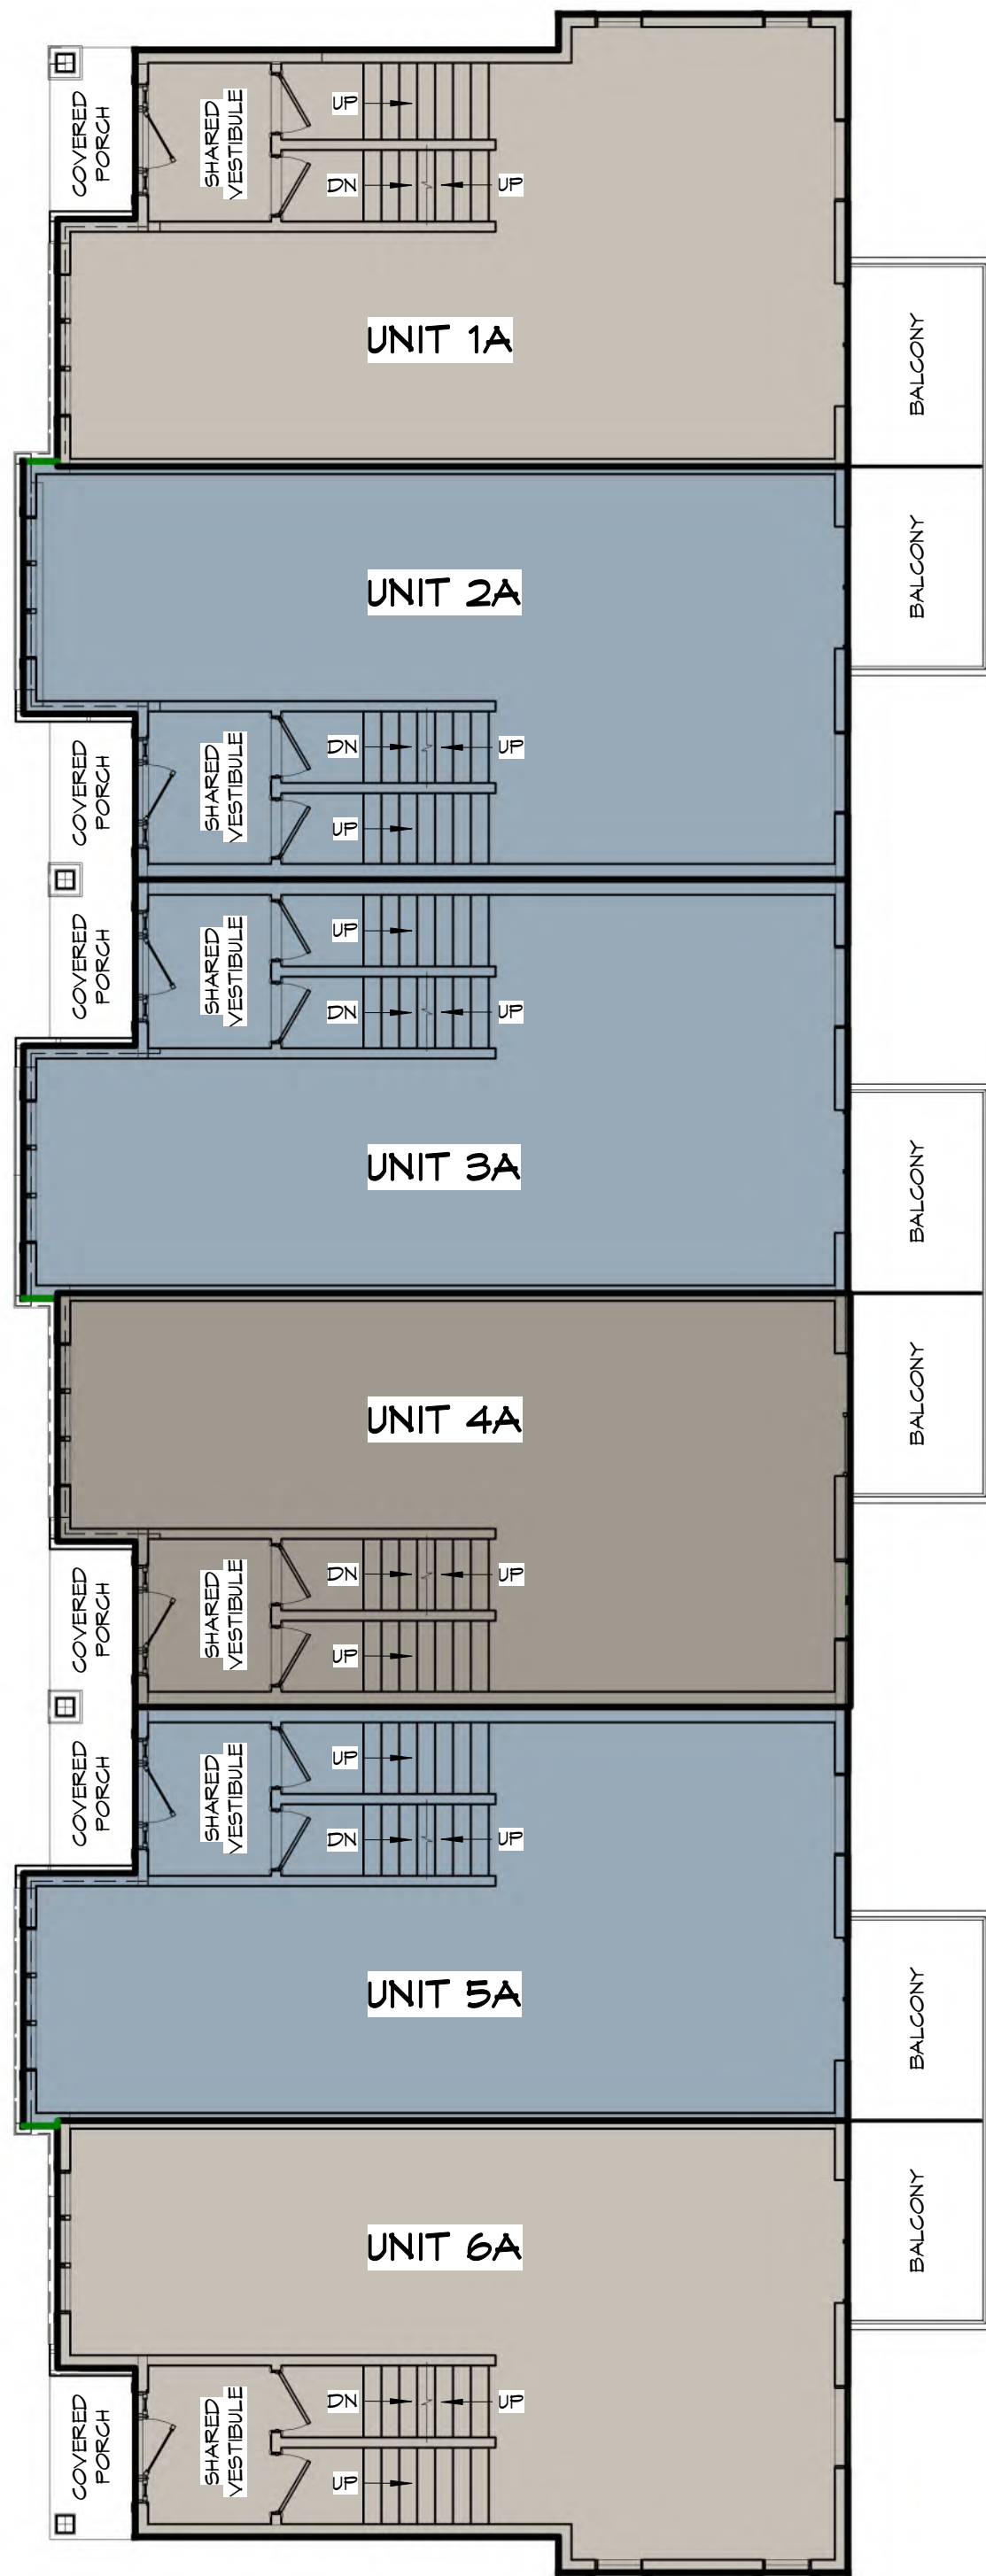 COVERED
PORCH
SHARED
VESTIBULE
UP
DN
UP
UNIT 1A
BALCONY
UNIT 2A
BALCONY
COVERED
PORCH
SHARED
VESTIBULE
DN
UP
UP
COVERED
PORCH
SHARED
VESTIBULE
UP
DN
UP
UNIT 3A
BALCONY
UNIT 4A
BALCONY
COVERED
PORCH
SHARED
VESTIBULE
DN
UP
UP
COVERED
PORCH
SHARED
VESTIBULE
UP
DN
UP
UNIT 5A
BALCONY
UNIT 6A
BALCONY
COVERED
PORCH
SHARED
VESTIBULE
DN
UP
UP